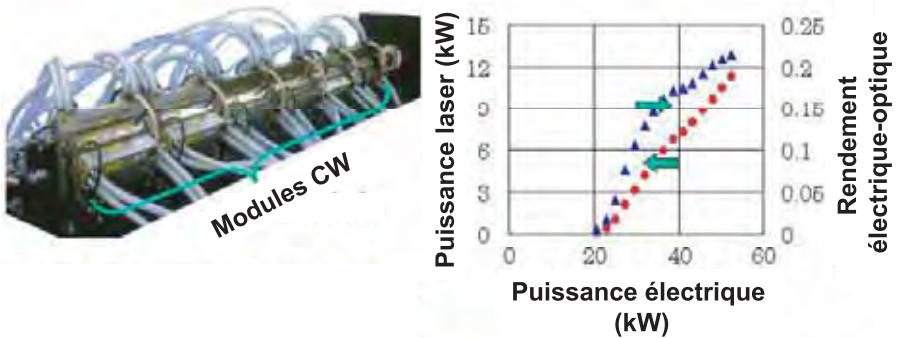 Modules CW
Puissance laser (kW)
15
12
9
6
3
0
0
20
40
60
0.25
0.2
0.15
0.1
0.05
0
Puissance électrique
(kW)
Rendement
électrique-optique